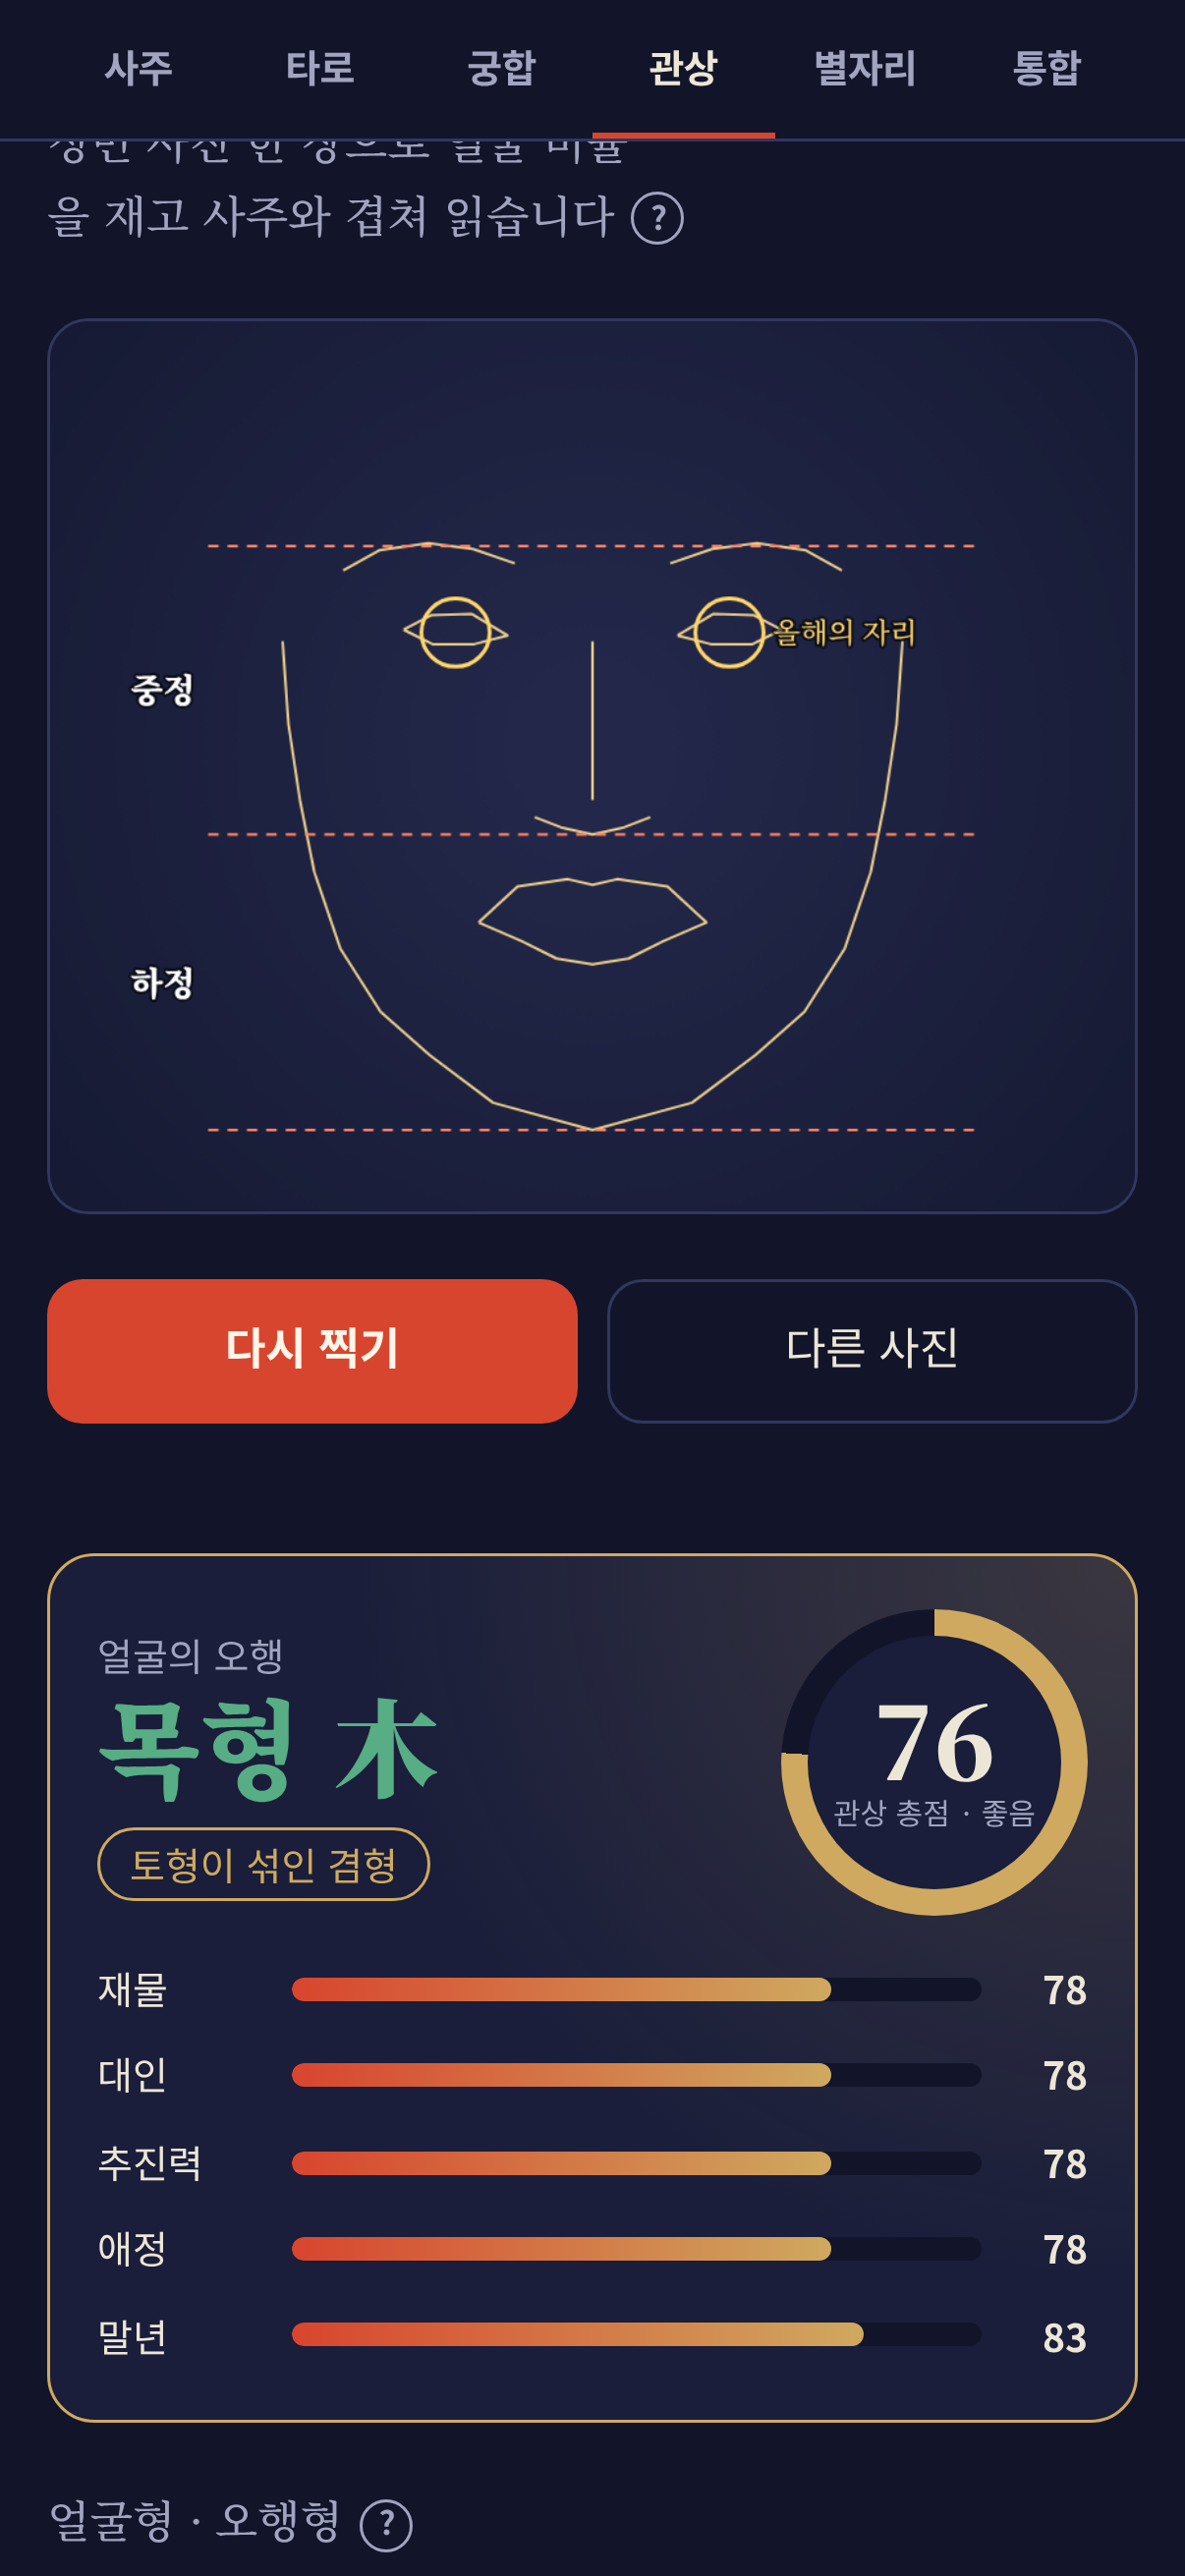 사주 타로 궁합 관상 별자리 통합
을 재고 사주와 겹쳐 읽습니다 ?
올해의 자리
중정
하정
다시 찍기 다른 사진
얼굴의 오행
목형 木
토형이 섞인 겸형
76
관상 총점 · 좋음
재물 78
대인 78
추진력 78
애정 78
말년 83
얼굴형 · 오행형 ?